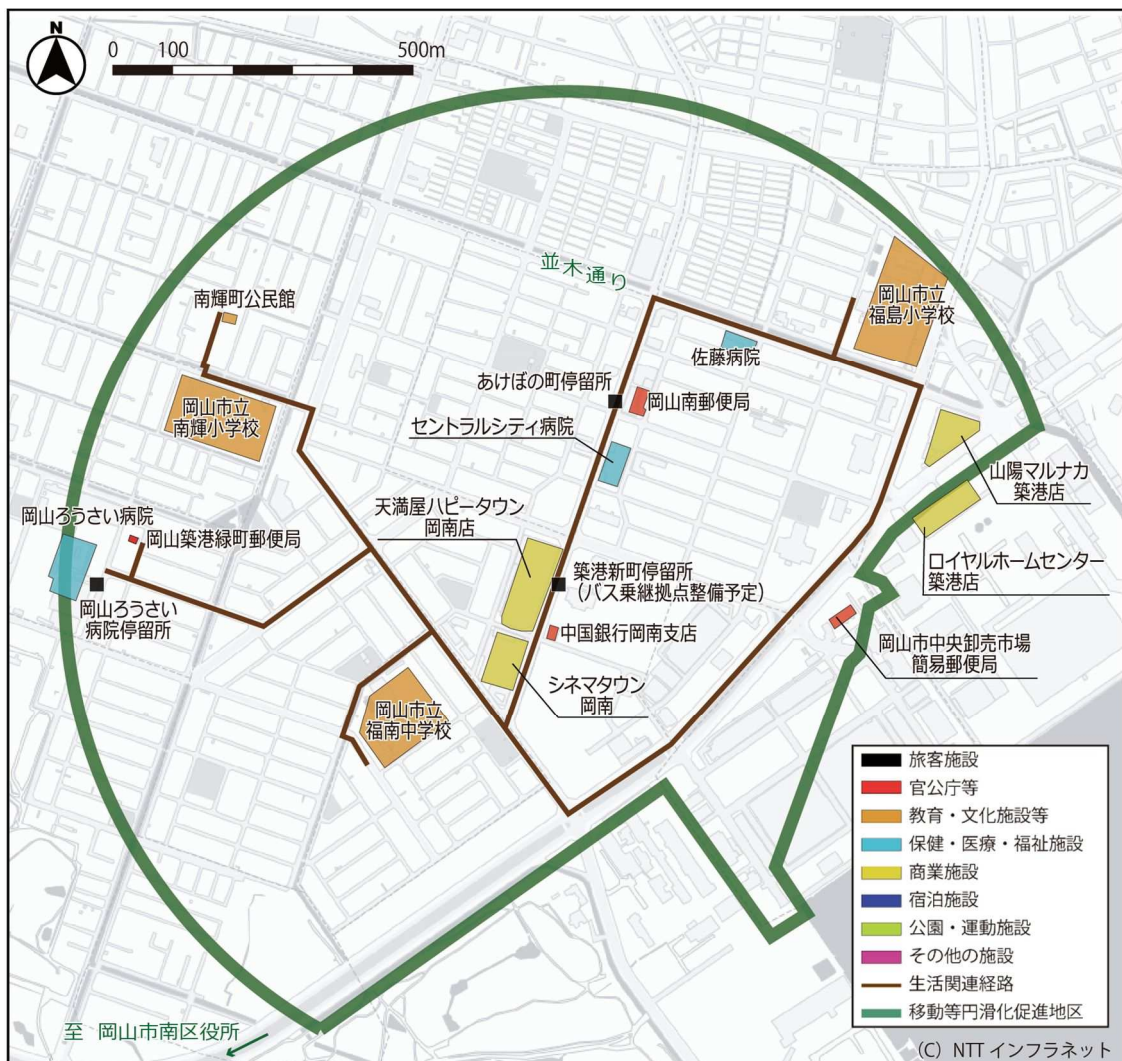 N
0 100 500m
並木通り
南輝町公民館
岡山市立
福島小学校
佐藤病院
あけぼの町停留所
岡山南郵便局
岡山市立
南輝小学校
セントラルシティ病院
山陽マルナカ
築港店
天満屋ハピータウン
岡南店
岡山ろうさい病院
岡山築港緑町郵便局
ロイヤルホームセンター
築港店
築港新町停留所
(バス乗継拠点整備予定)
岡山ろうさい
病院停留所
中国銀行岡南支店
岡山市中央卸売市場
簡易郵便局
シネマタウン
岡南
岡山市立
福南中学校
旅客施設
官公庁等
教育・文化施設等
保健・医療・福祉施設
商業施設
宿泊施設
公園・運動施設
その他の施設
生活関連経路
移動等円滑化促進地区
至 岡山市南区役所
(C) NTT インフラネット